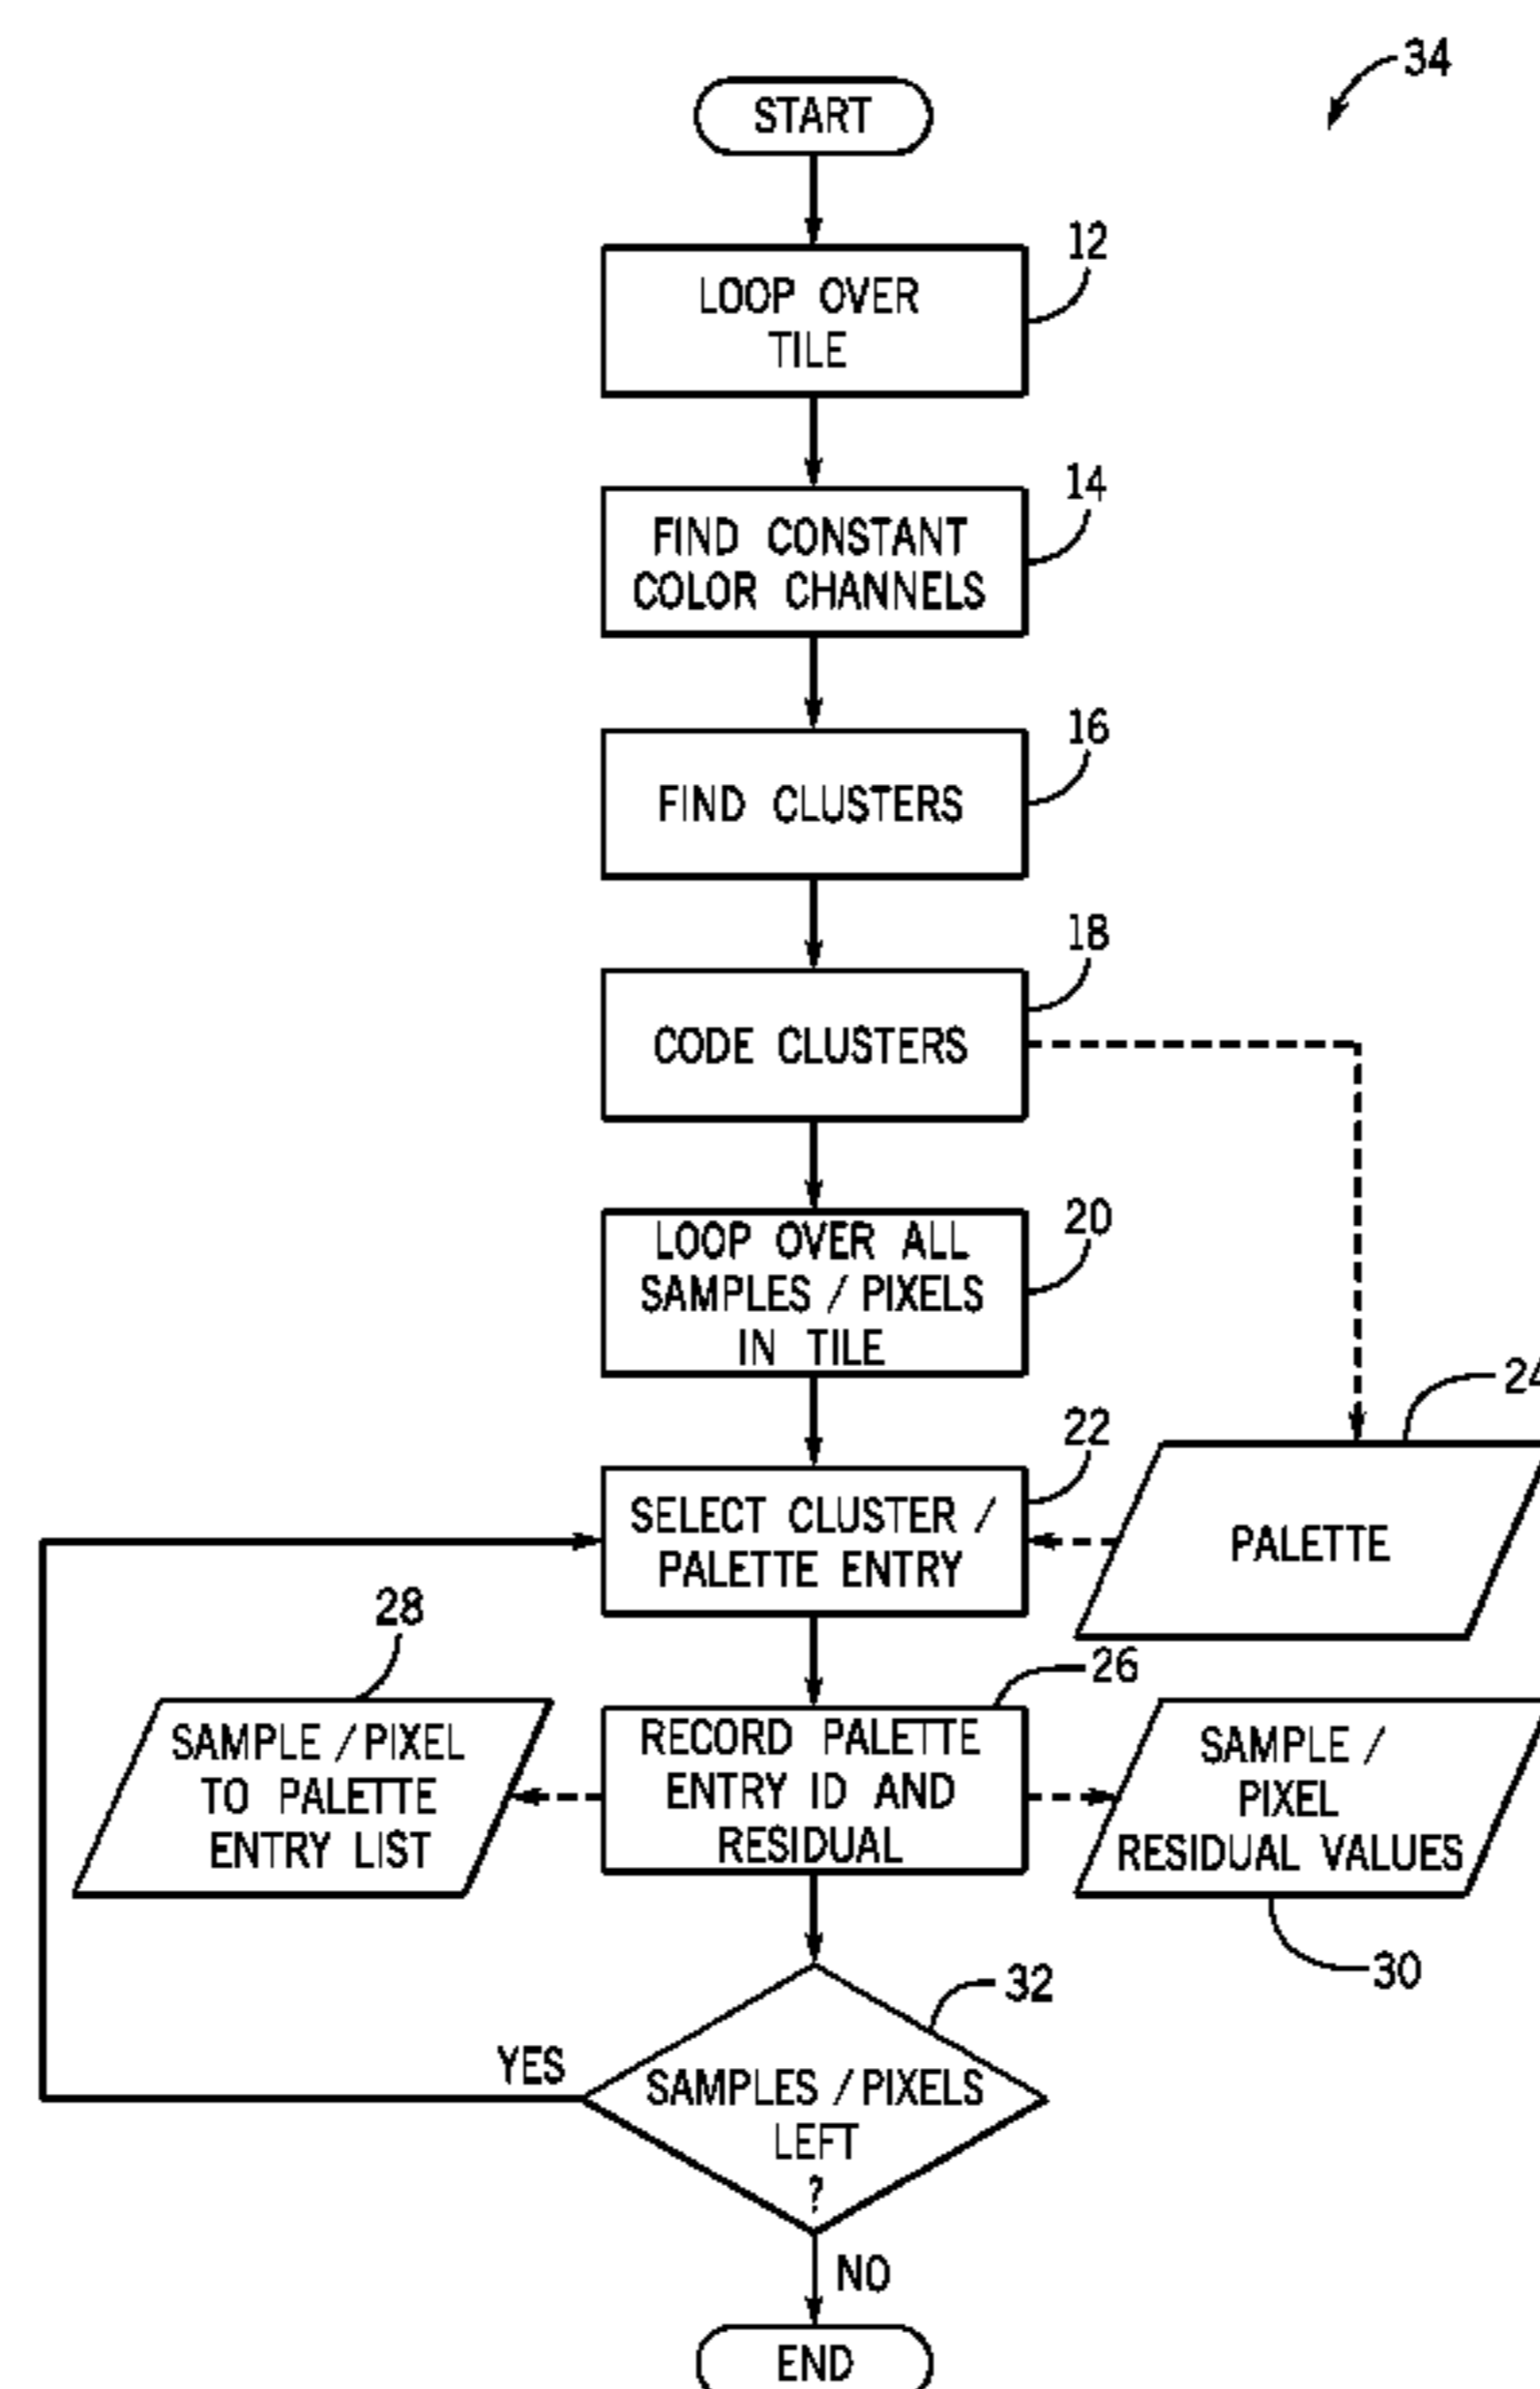 34
START
12
LOOP OVER
TILE
14
FIND CONSTANT
COLOR CHANNELS
16
FIND CLUSTERS
18
CODE CLUSTERS
20
LOOP OVER ALL
SAMPLES / PIXELS
IN TILE
24
22
SELECT CLUSTER /
PALETTE ENTRY
PALETTE
28
26
SAMPLE / PIXEL
TO PALETTE
ENTRY LIST
RECORD PALETTE
ENTRY ID AND
RESIDUAL
SAMPLE /
PIXEL
RESIDUAL VALUES
30
32
YES
SAMPLES / PIXELS
LEFT
?
NO
END